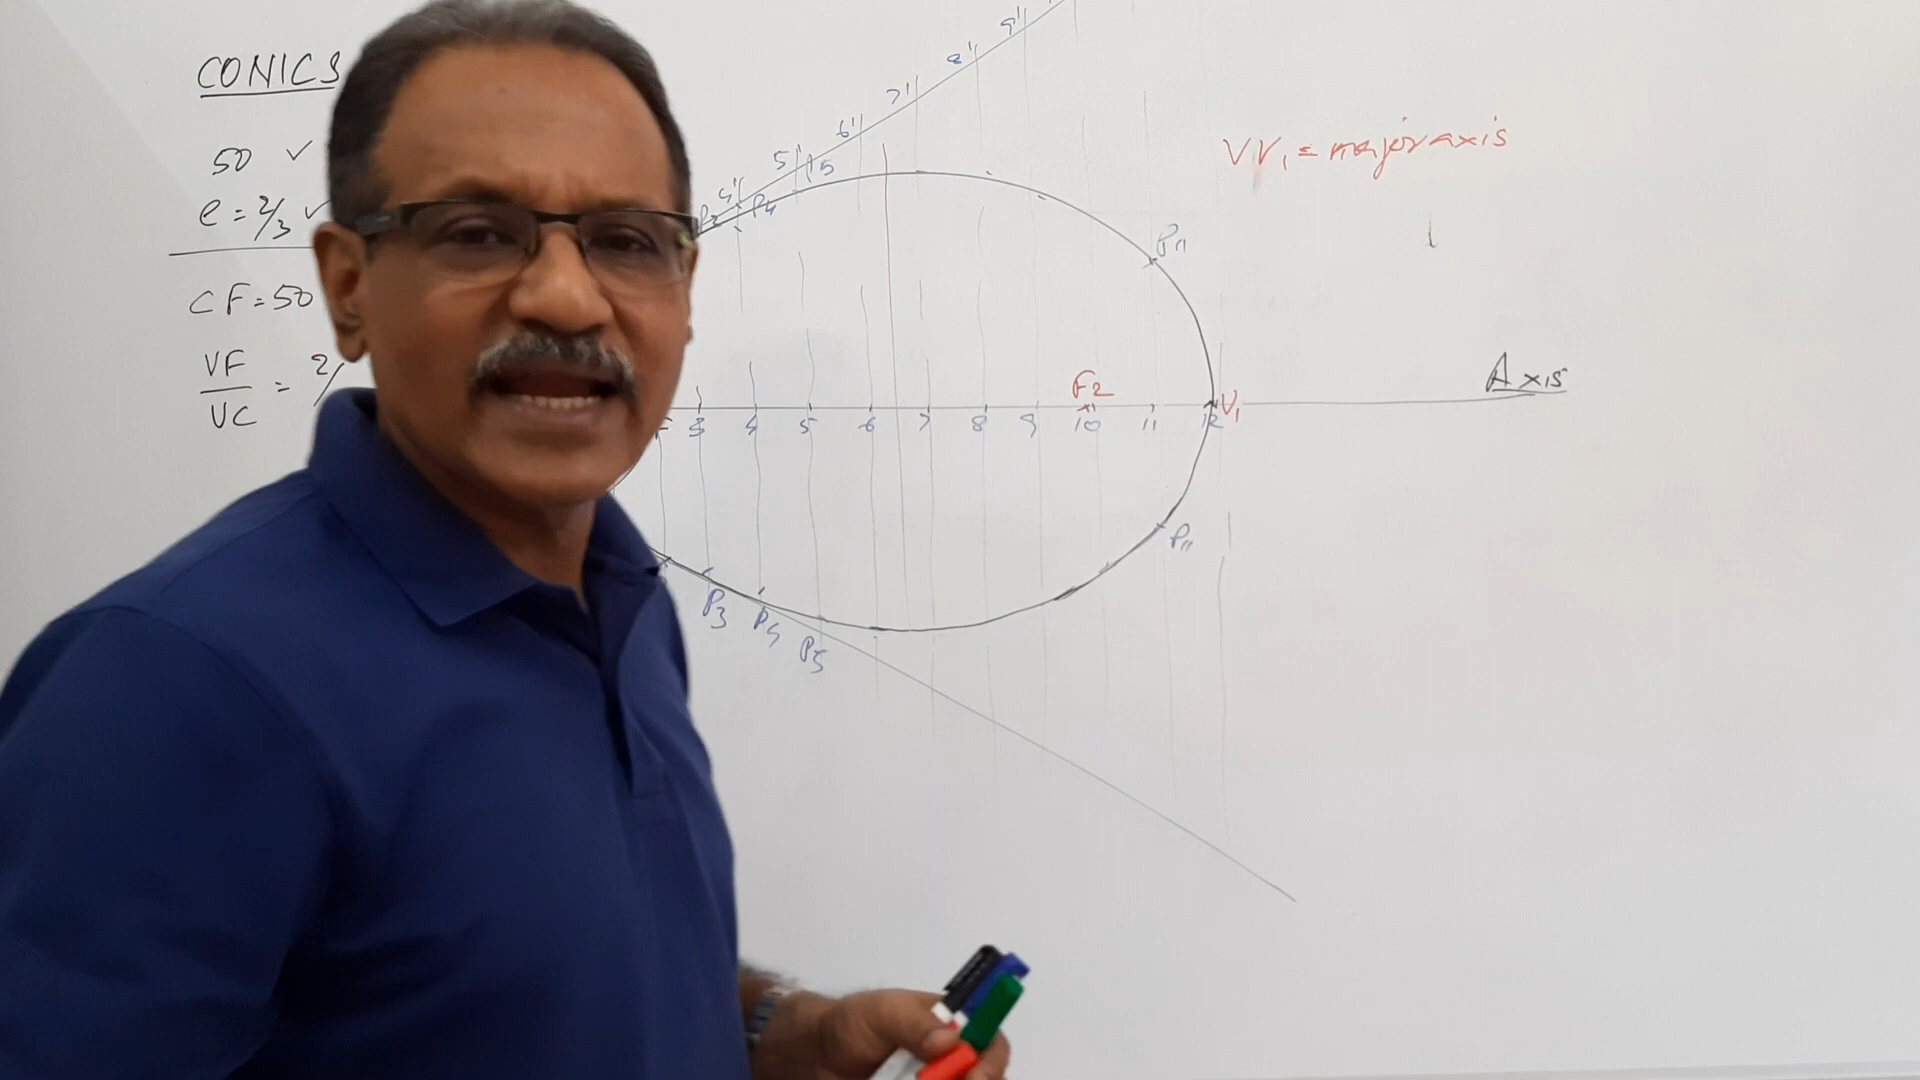 CONICS
50 ✓
e = 2/3 ✓
CF = 50
VF
VC
= 2/
9'
8'
7'
6'
5'
5
4'
P4
P11
VV1 = major axis
Axis
F2
V1
F 3 4 5 6 7 8 9 10 11 12
P11
P3
P4
P5